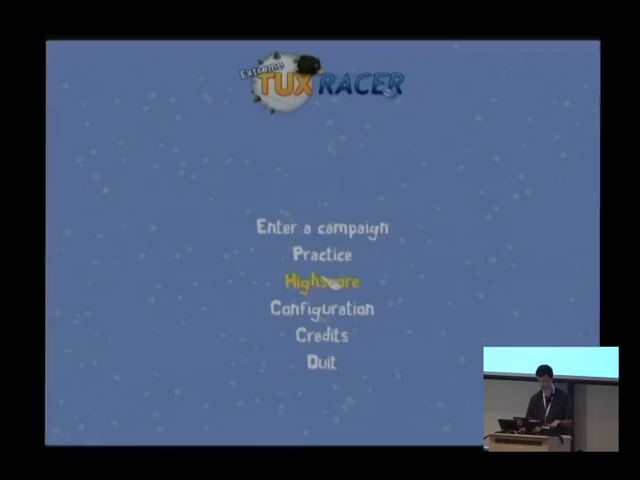 Extreme
TUX RACER
Enter a campaign
Practice
Highscore
Configuration
Credits
Quit